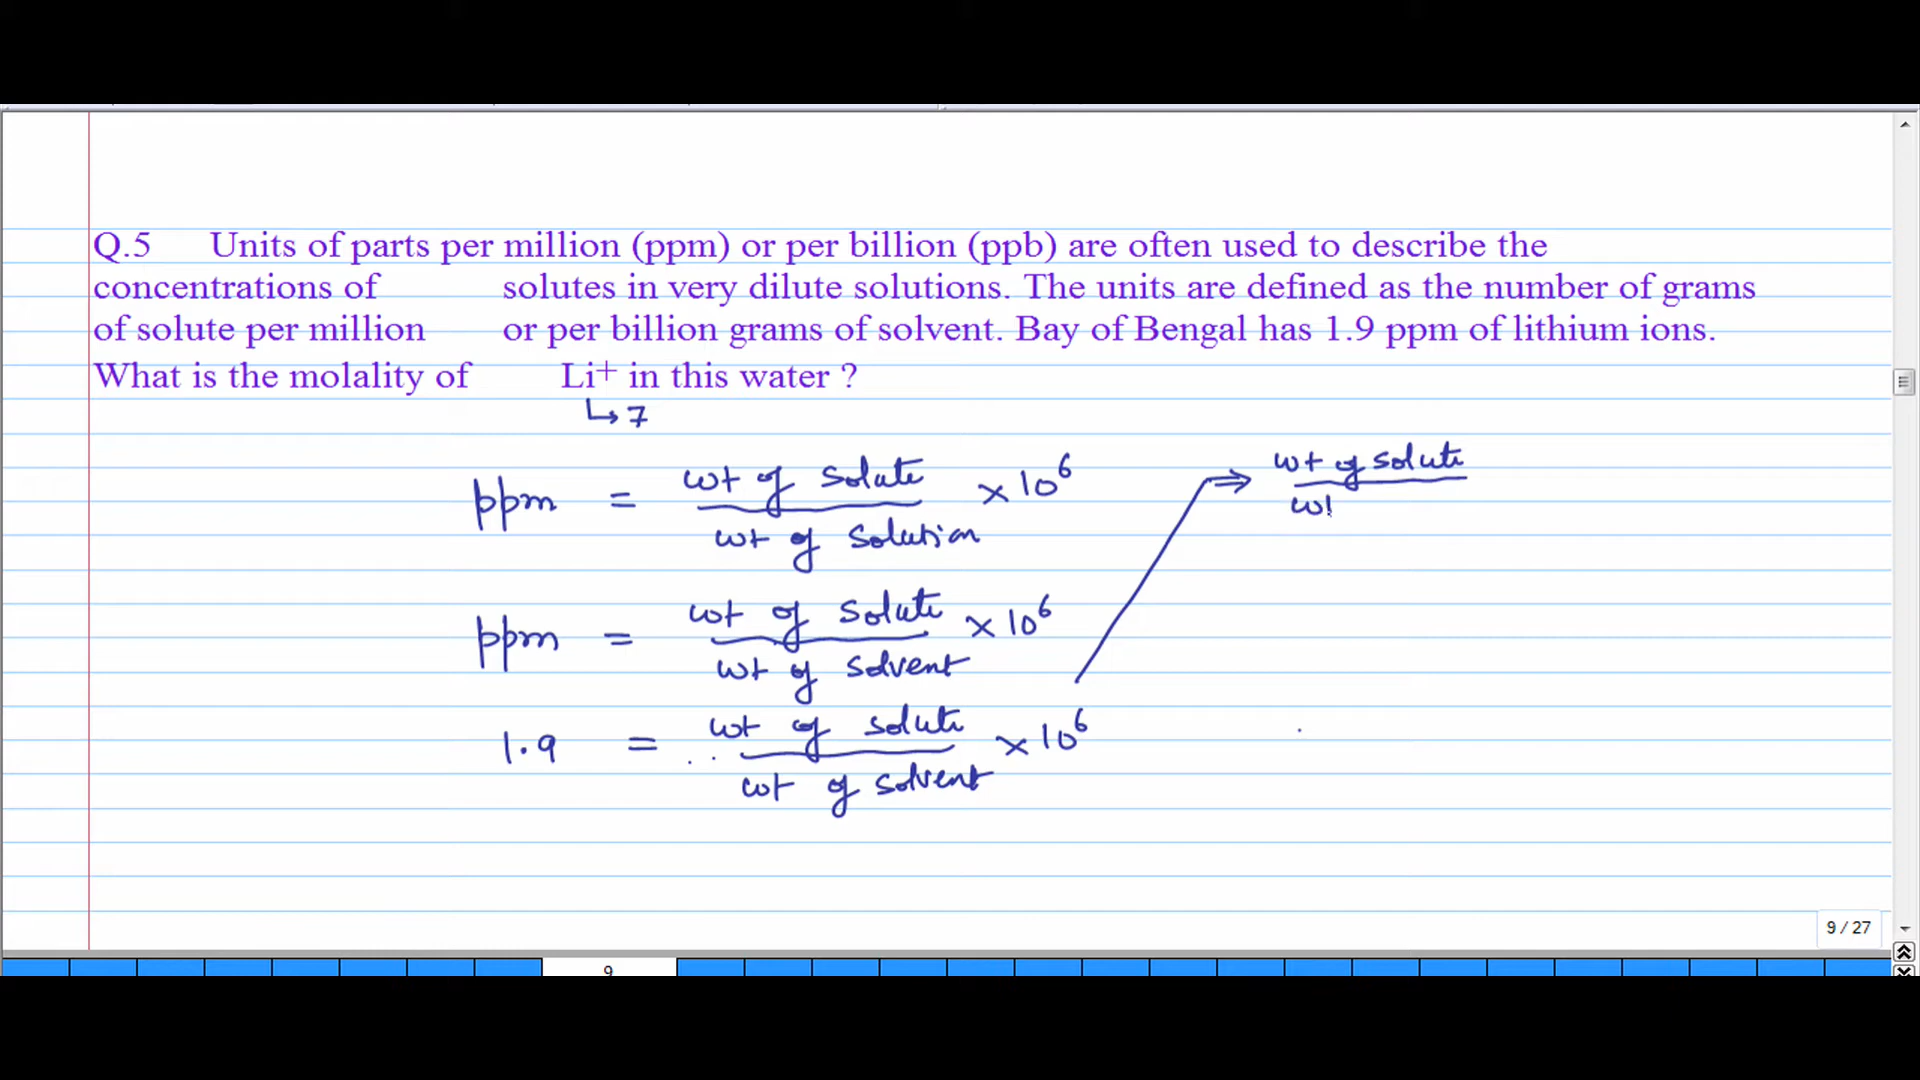 Q.5 Units of parts per million (ppm) or per billion (ppb) are often used to describe the
concentrations of solutes in very dilute solutions. The units are defined as the number of grams
of solute per million or per billion grams of solvent. Bay of Bengal has 1.9 ppm of lithium ions.
What is the molality of Li+ in this water ?
↳ 7
ppm = wt of solute / wt of solution × 10^6
ppm = wt of solute / wt of solvent × 10^6
1.9 = wt of solute / wt of solvent × 10^6
⇒ wt of solute
9 / 27
9